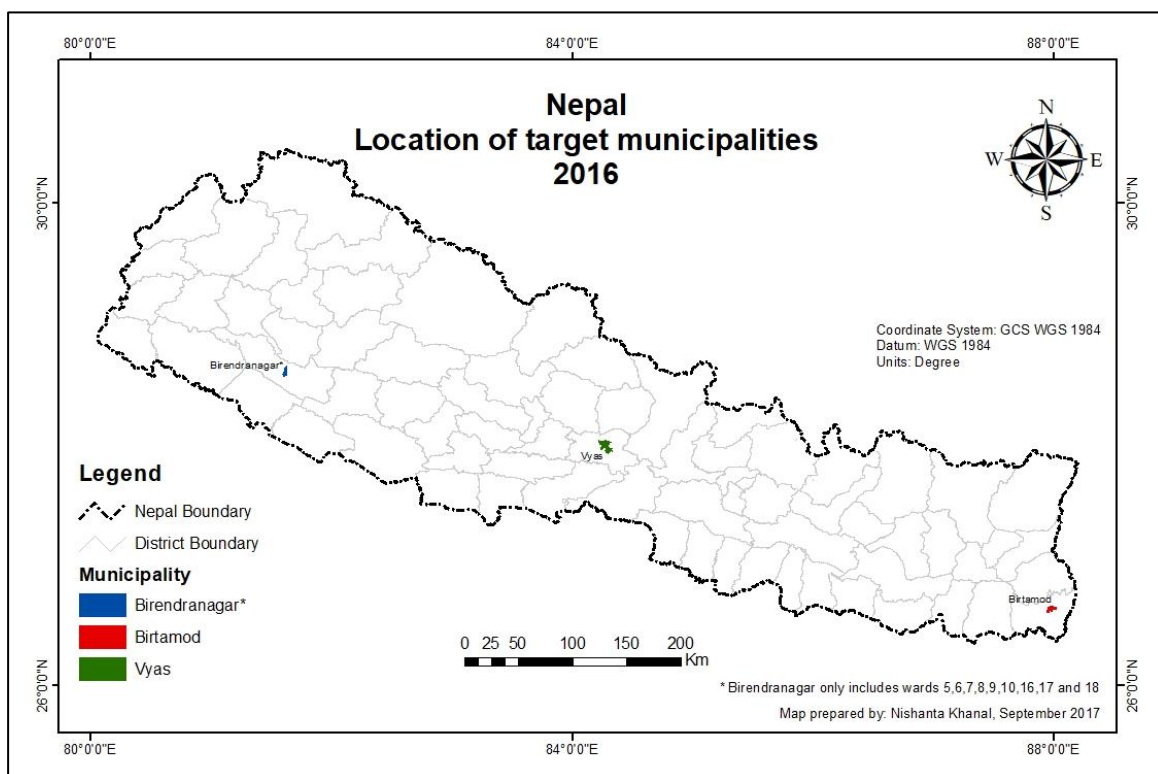 80°0'0"E 84°0'0"E 88°0'0"E
Nepal
Location of target municipalities
2016
N
W E
S
30°0'0"N
30°0'0"N
Coordinate System: GCS WGS 1984
Datum: WGS 1984
Units: Degree
Birendranagar*
Vyas
Legend
Nepal Boundary
District Boundary
Municipality
Birendranagar*
Birtamod
Vyas
Birtamod
0 25 50 100 150 200
Km
26°0'0"N
26°0'0"N
* Birendranagar only includes wards 5,6,7,8,9,10,16,17 and 18
Map prepared by: Nishanta Khanal, September 2017
80°0'0"E 84°0'0"E 88°0'0"E